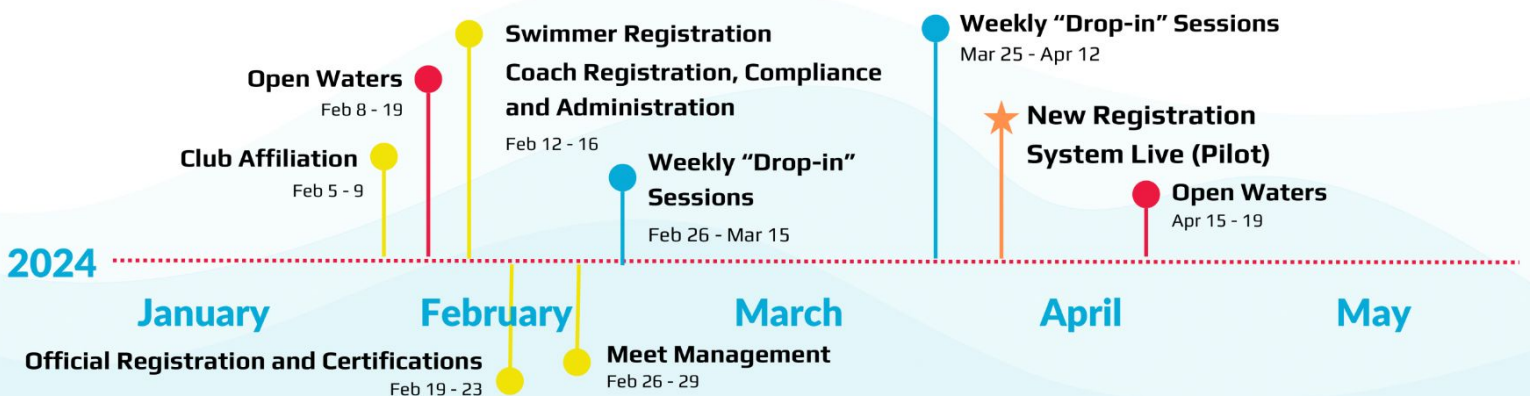 Open Waters
Feb 8 - 19
Club Affiliation
Feb 5 - 9
Swimmer Registration
Coach Registration, Compliance
and Administration
Feb 12 - 16
Weekly “Drop-in”
Sessions
Feb 26 - Mar 15
Weekly “Drop-in” Sessions
Mar 25 - Apr 12
New Registration
System Live (Pilot)
Open Waters
Apr 15 - 19
2024
January
February
March
April
May
Official Registration and Certifications
Feb 19 - 23
Meet Management
Feb 26 - 29